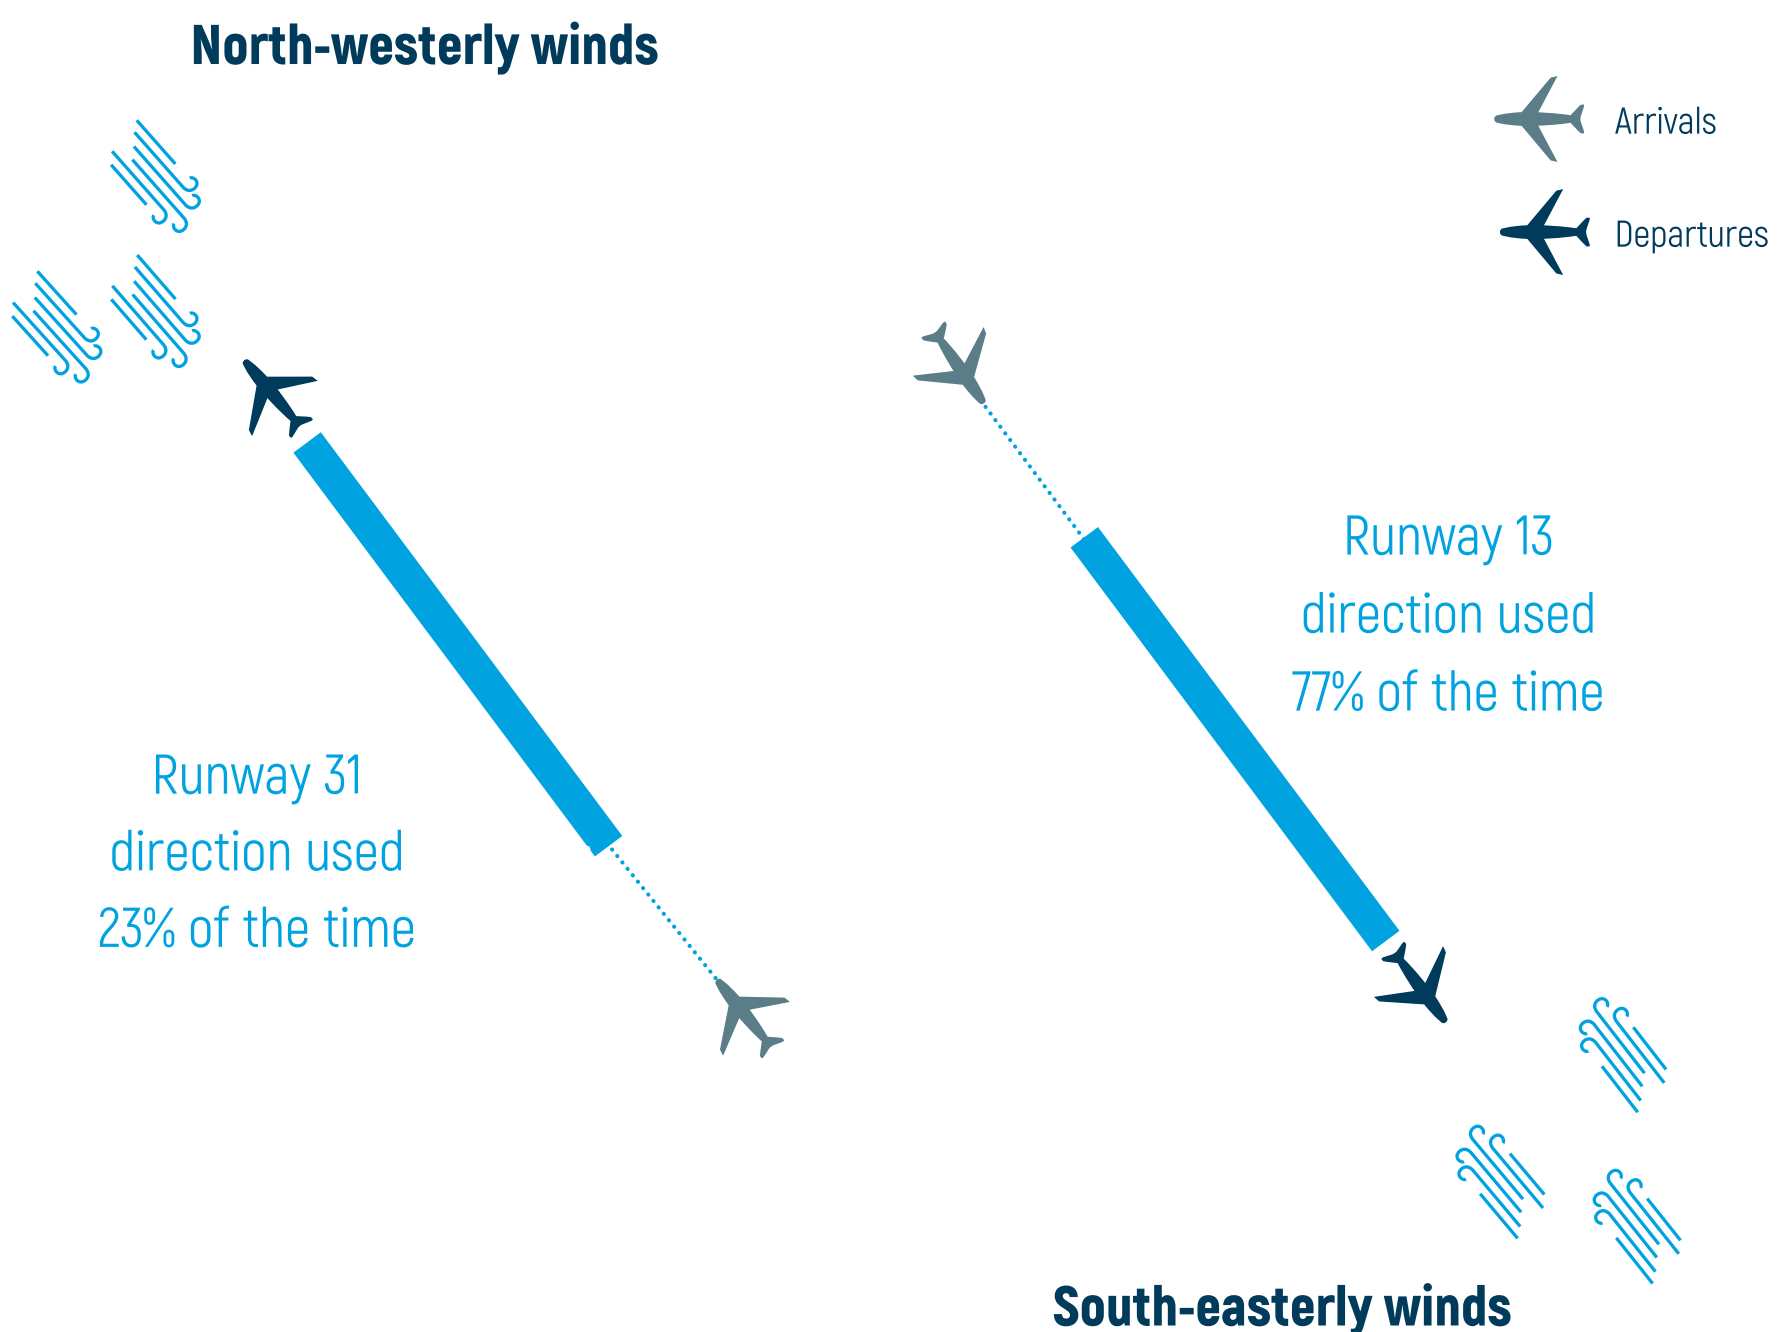 North-westerly winds
Arrivals
Departures
Runway 13
direction used
77% of the time
Runway 31
direction used
23% of the time
South-easterly winds